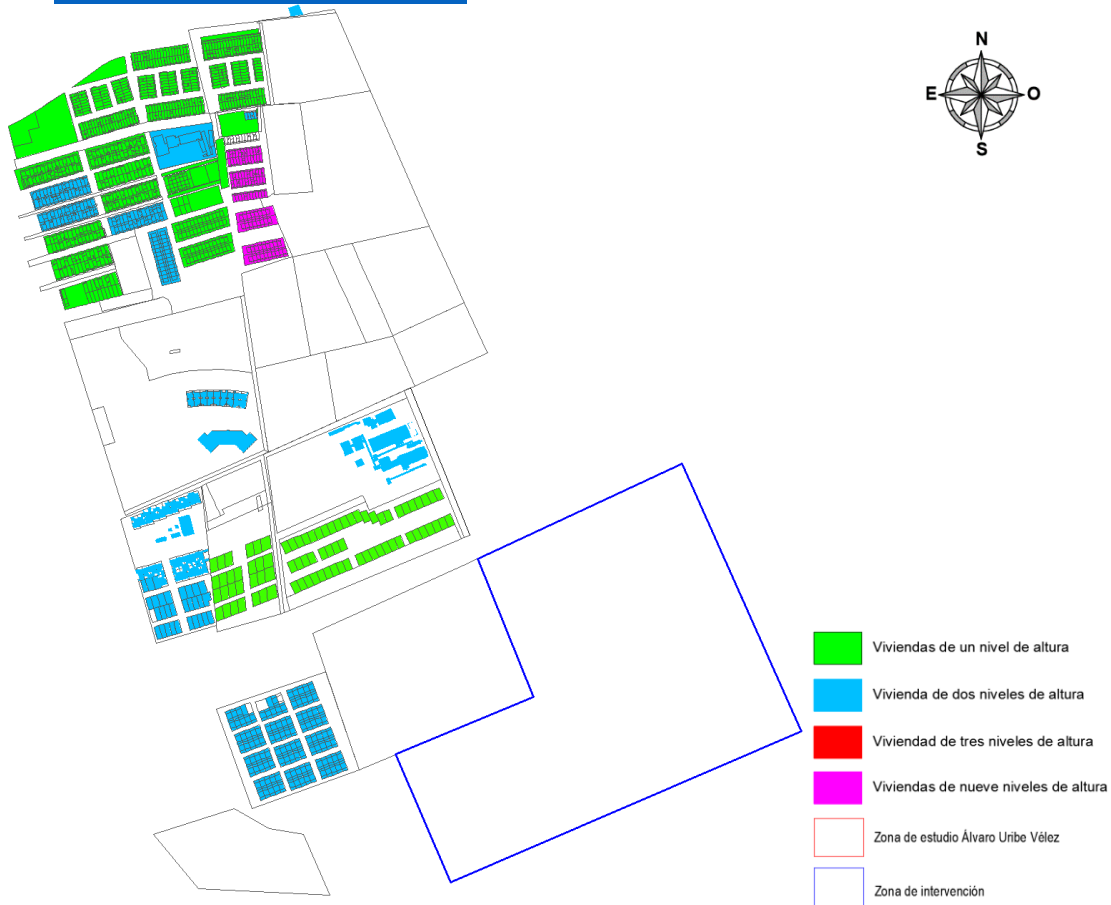 N
E
O
S
Viviendas de un nivel de altura
Vivienda de dos niveles de altura
Viviendad de tres niveles de altura
Viviendas de nueve niveles de altura
Zona de estudio Álvaro Uribe Vélez
Zona de intervención